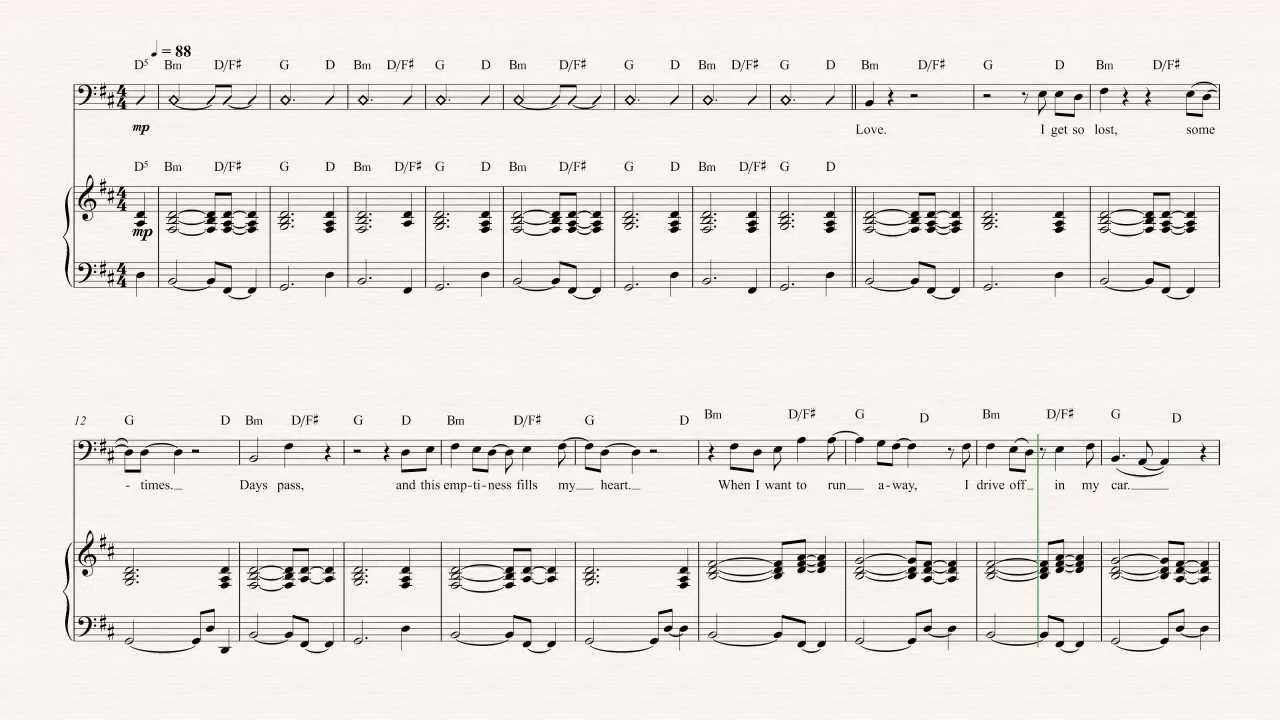 ♩ = 88
D5 Bm D/F♯ G D Bm D/F♯ G D Bm D/F♯ G D Bm D/F♯ G D Bm D/F♯ G D Bm D/F♯
mp
Love. I get so lost, some
D5 Bm D/F♯ G D Bm D/F♯ G D Bm D/F♯ G D Bm D/F♯ G D
mp
12
G D Bm D/F♯ G D Bm D/F♯ G D Bm D/F♯ G D Bm D/F♯ G D
- times. Days pass, and this emp-ti-ness fills my heart. When I want to run a-way, I drive off in my car.